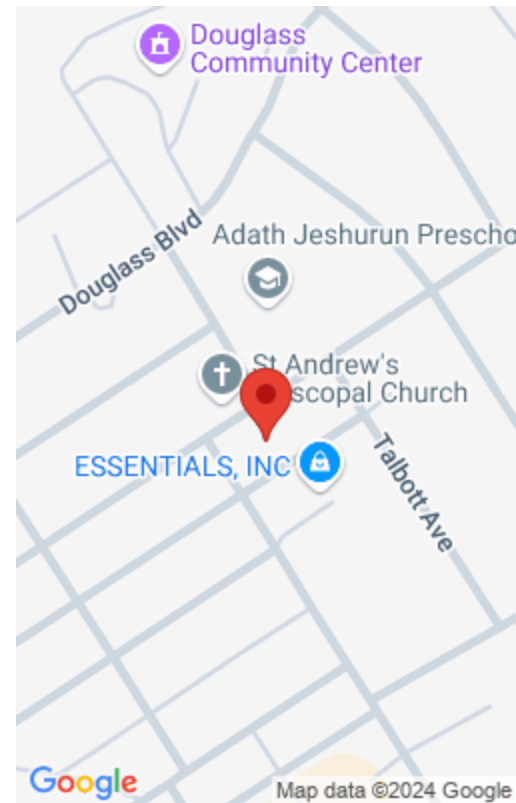 Douglass
Community Center
Douglass Blvd
Adath Jeshurun Prescho
St Andrew's
scopal Church
ESSENTIALS, INC
Talbott Ave
Google
Map data ©2024 Google